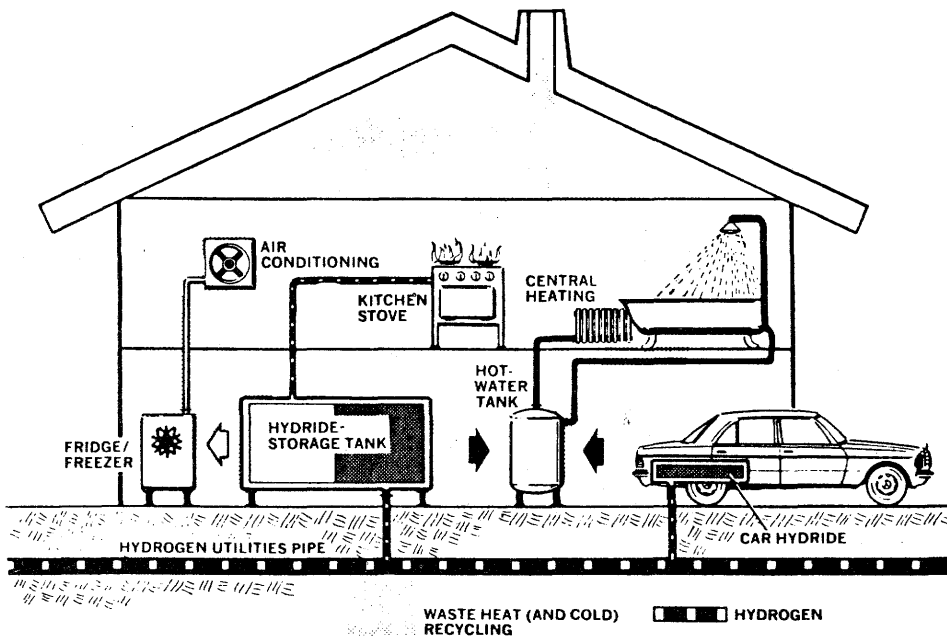 AIR
CONDITIONING
KITCHEN
STOVE
CENTRAL
HEATING
HOT-
WATER
TANK
FRIDGE/
FREEZER
HYDRIDE-
STORAGE TANK
HYDROGEN UTILITIES PIPE
CAR HYDRIDE
WASTE HEAT (AND COLD)
RECYCLING
HYDROGEN